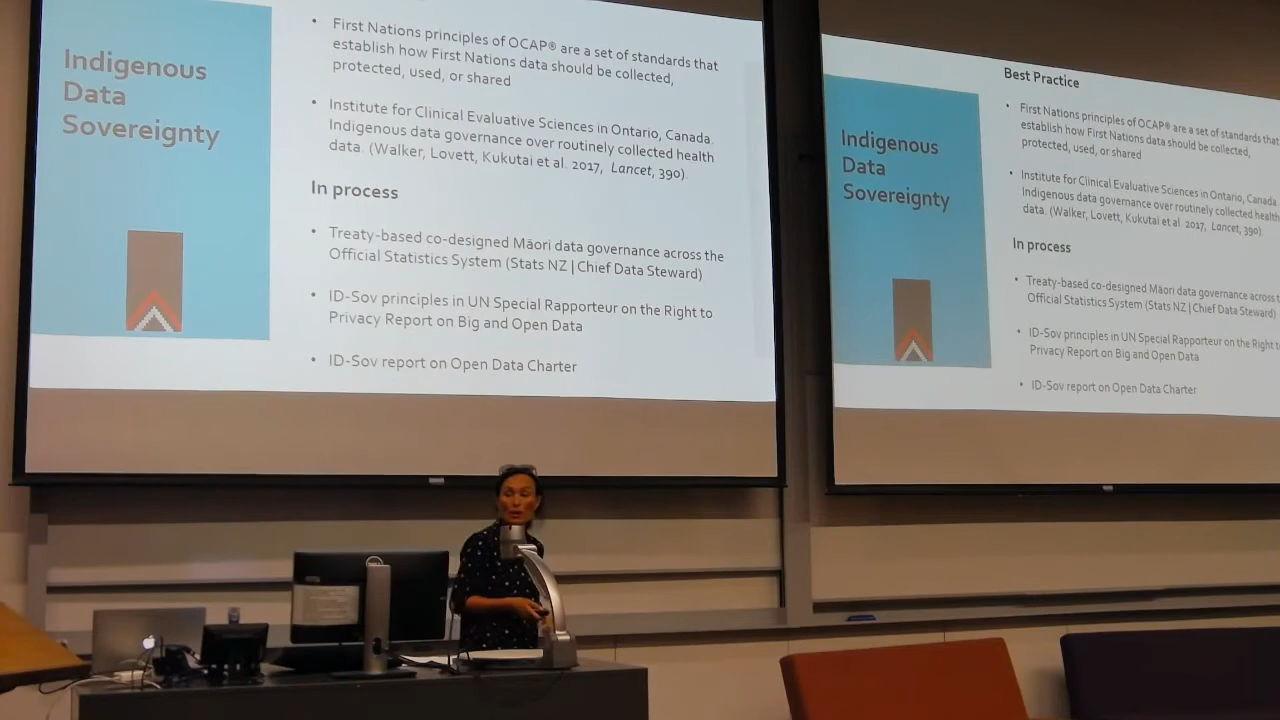 Indigenous
Data
Sovereignty
First Nations principles of OCAP® are a set of standards that
establish how First Nations data should be collected,
protected, used, or shared
Institute for Clinical Evaluative Sciences in Ontario, Canada.
Indigenous data governance over routinely collected health
data. (Walker, Lovett, Kukutai et al. 2017, Lancet, 390).
In process
Treaty-based co-designed Māori data governance across the
Official Statistics System (Stats NZ | Chief Data Steward)
ID-Sov principles in UN Special Rapporteur on the Right to
Privacy Report on Big and Open Data
ID-Sov report on Open Data Charter
Indigenous
Data
Sovereignty
Best Practice
First Nations principles of OCAP® are a set of standards that
establish how First Nations data should be collected,
protected, used, or shared
Institute for Clinical Evaluative Sciences in Ontario, Canada
Indigenous data governance over routinely collected health
data. (Walker, Lovett, Kukutai et al. 2017, Lancet, 390).
In process
Treaty-based co-designed Māori data governance across
Official Statistics System (Stats NZ | Chief Data Steward)
ID-Sov principles in UN Special Rapporteur on the Right to
Privacy Report on Big and Open Data
ID-Sov report on Open Data Charter